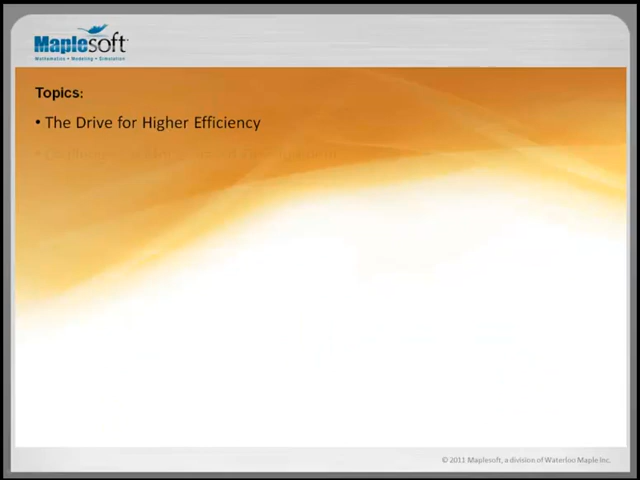 Maplesoft
Mathematics • Modeling • Simulation
Topics:
• The Drive for Higher Efficiency
© 2011 Maplesoft, a division of Waterloo Maple Inc.